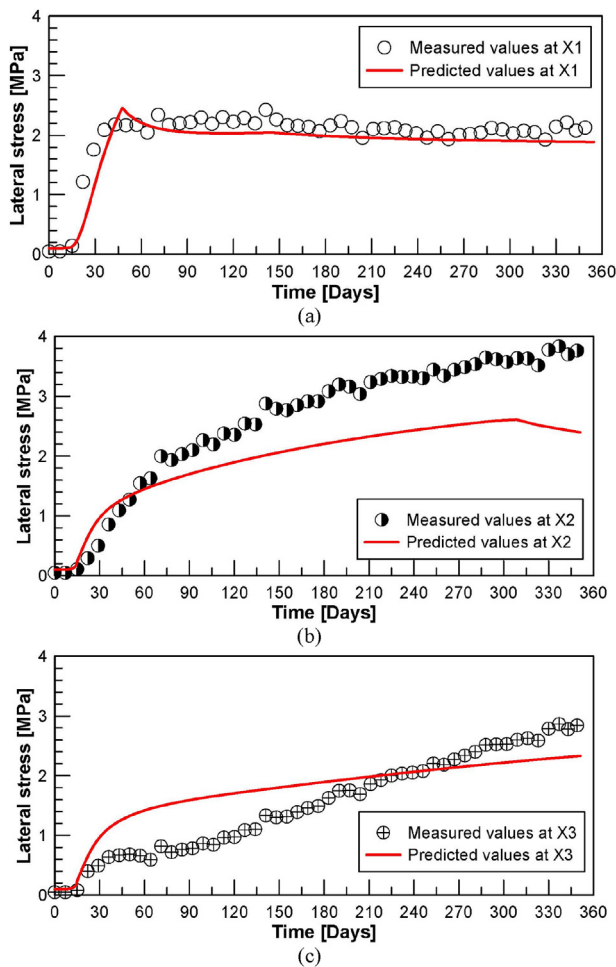 4
3
2
1
0
Lateral stress [MPa]
Measured values at X1
Predicted values at X1
0 30 60 90 120 150 180 210 240 270 300 330 360
Time [Days]
(a)
4
3
2
1
0
Lateral stress [MPa]
Measured values at X2
Predicted values at X2
0 30 60 90 120 150 180 210 240 270 300 330 360
Time [Days]
(b)
4
3
2
1
0
Lateral stress [MPa]
Measured values at X3
Predicted values at X3
0 30 60 90 120 150 180 210 240 270 300 330 360
Time [Days]
(c)